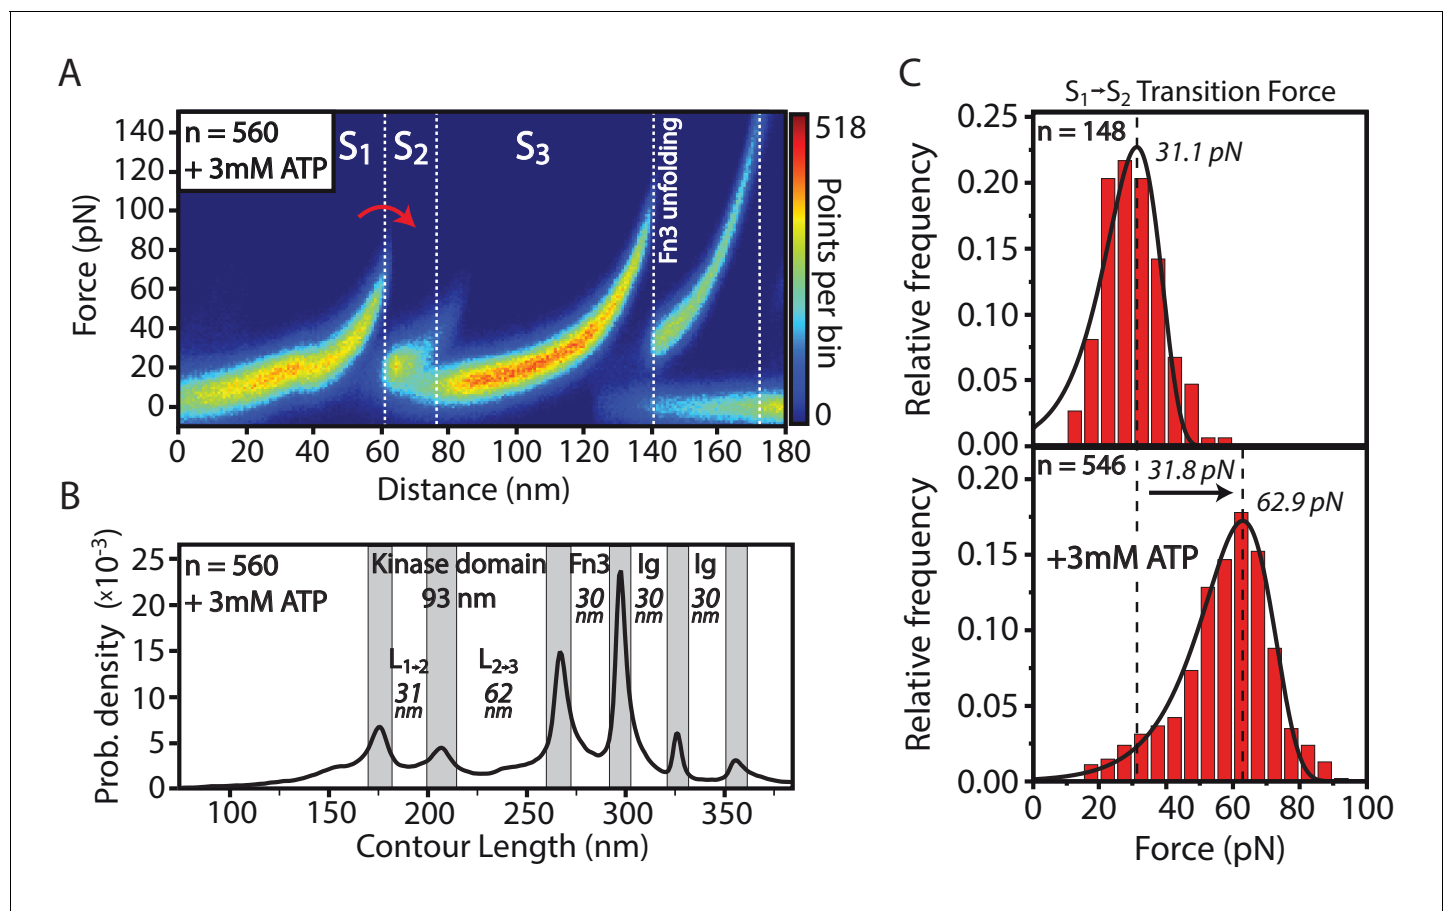 A
n = 560
+ 3mM ATP
S1
S2
S3
Fn3 unfolding
518
Points per bin
0
Force (pN)
140
120
100
80
60
40
20
0
0 20 40 60 80 100 120 140 160 180
Distance (nm)
B
n = 560
+ 3mM ATP
Kinase domain Fn3 Ig Ig
93 nm 30 nm 30 nm 30 nm
L1→2 L2→3
31 nm 62 nm
Prob. density (×10-3)
25
20
15
10
5
0
100 150 200 250 300 350
Contour Length (nm)
C
S1→S2 Transition Force
n = 148
31.1 pN
Relative frequency
0.25
0.20
0.15
0.10
0.05
0.00
n = 546
31.8 pN
62.9 pN
+3mM ATP
Relative frequency
0.20
0.15
0.10
0.05
0.00
0 20 40 60 80 100
Force (pN)